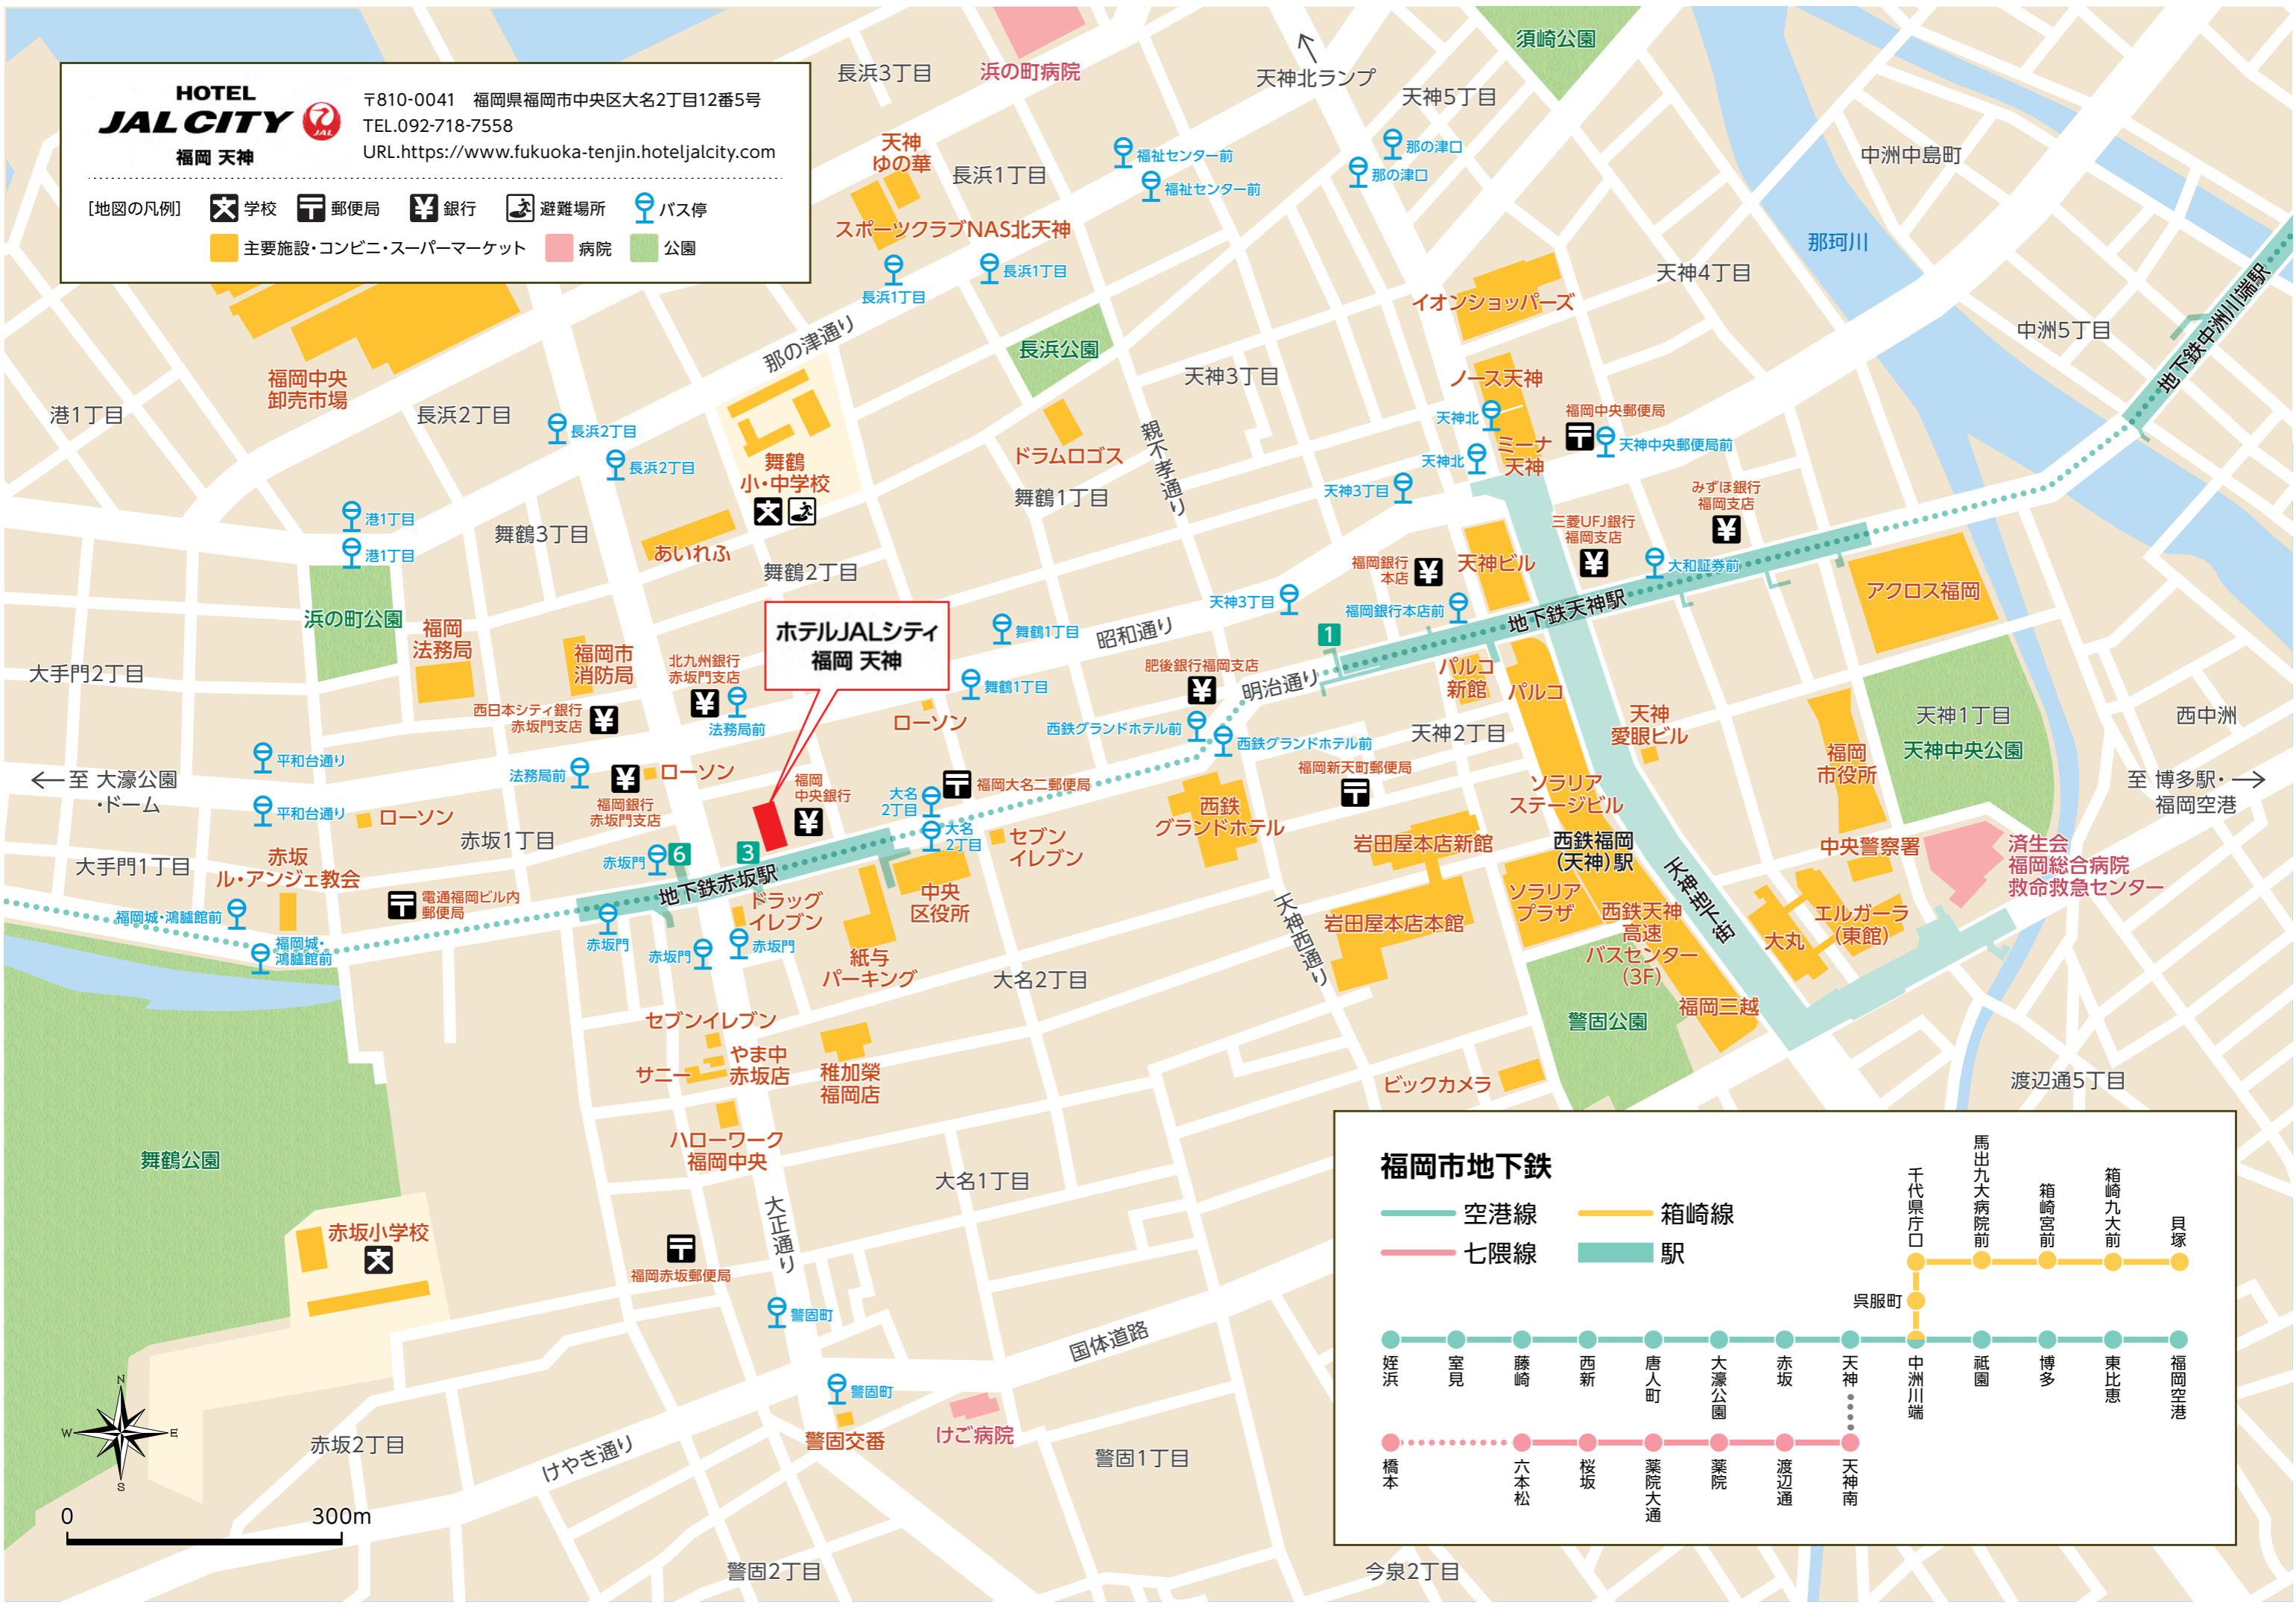 HOTEL
JAL CITY
JAL
福岡 天神
〒810-0041 福岡県福岡市中央区大名2丁目12番5号
TEL.092-718-7558
URL.https://www.fukuoka-tenjin.hoteljalcity.com
[地図の凡例]
文 学校
〒 郵便局
¥ 銀行
避難場所
バス停
主要施設・コンビニ・スーパーマーケット
病院
公園
長浜3丁目
浜の町病院
天神北ランプ
須崎公園
天神5丁目
天神
ゆの華
長浜1丁目
福祉センター前
福祉センター前
那の津口
那の津口
中洲中島町
スポーツクラブNAS北天神
長浜1丁目
長浜1丁目
那珂川
天神4丁目
イオンショッパーズ
中洲5丁目
地下鉄中洲川端駅
那の津通り
長浜公園
福岡中央
卸売市場
港1丁目
長浜2丁目
長浜2丁目
長浜2丁目
天神3丁目
ノース天神
天神北
福岡中央郵便局
〒
天神中央郵便局前
ミーナ
天神
天神北
天神3丁目
舞鶴
小・中学校
文
ドラムロゴス
親不孝通り
舞鶴1丁目
みずほ銀行
福岡支店
¥
三菱UFJ銀行
福岡支店
¥
大和証券前
港1丁目
港1丁目
舞鶴3丁目
あいれふ
舞鶴2丁目
福岡銀行
本店
¥
天神ビル
福岡銀行本店前
地下鉄天神駅
アクロス福岡
浜の町公園
福岡
法務局
福岡市
消防局
北九州銀行
赤坂門支店
¥
法務局前
ホテルJALシティ
福岡 天神
舞鶴1丁目
舞鶴1丁目
昭和通り
天神3丁目
1
肥後銀行福岡支店
¥
明治通り
パルコ
新館
パルコ
大手門2丁目
西日本シティ銀行
赤坂門支店
¥
ローソン
西鉄グランドホテル前
西鉄グランドホテル前
天神2丁目
天神
愛眼ビル
福岡
市役所
天神1丁目
天神中央公園
西中洲
至 大濠公園
・ドーム
平和台通り
平和台通り
法務局前
¥
福岡銀行
赤坂門支店
ローソン
福岡
中央銀行
¥
〒
福岡大名二郵便局
大名
2丁目
大名
2丁目
福岡新天町郵便局
〒
西鉄
グランドホテル
ソラリア
ステージビル
至 博多駅・
福岡空港
ローソン
赤坂1丁目
大手門1丁目
赤坂
ル・アンジェ教会
赤坂門
6
3
地下鉄赤坂駅
セブン
イレブン
岩田屋本店新館
西鉄福岡
(天神)駅
天神地下街
中央警察署
済生会
福岡総合病院
救命救急センター
〒
電通福岡ビル内
郵便局
福岡城・鴻臚館前
福岡城・
鴻臚館前
赤坂門
赤坂門
赤坂門
ドラッグ
イレブン
中央
区役所
紙与
パーキング
天神西通り
岩田屋本店本館
ソラリア
プラザ
西鉄天神
高速
バスセンター
(3F)
大丸
エルガーラ
(東館)
大名2丁目
福岡三越
警固公園
セブンイレブン
サニー
やま中
赤坂店
稚加榮
福岡店
ビックカメラ
渡辺通5丁目
ハローワーク
福岡中央
舞鶴公園
大名1丁目
大正通り
赤坂小学校
文
〒
福岡赤坂郵便局
警固町
警固町
警固交番
けご病院
国体道路
けやき通り
赤坂2丁目
警固1丁目
警固2丁目
今泉2丁目
N
W
E
S
0
300m
福岡市地下鉄
空港線
箱崎線
七隈線
駅
千代県庁口
馬出九大病院前
箱崎宮前
箱崎九大前
貝塚
呉服町
姪浜
室見
藤崎
西新
唐人町
大濠公園
赤坂
天神
中洲川端
祇園
博多
東比恵
福岡空港
橋本
六本松
桜坂
薬院大通
薬院
渡辺通
天神南